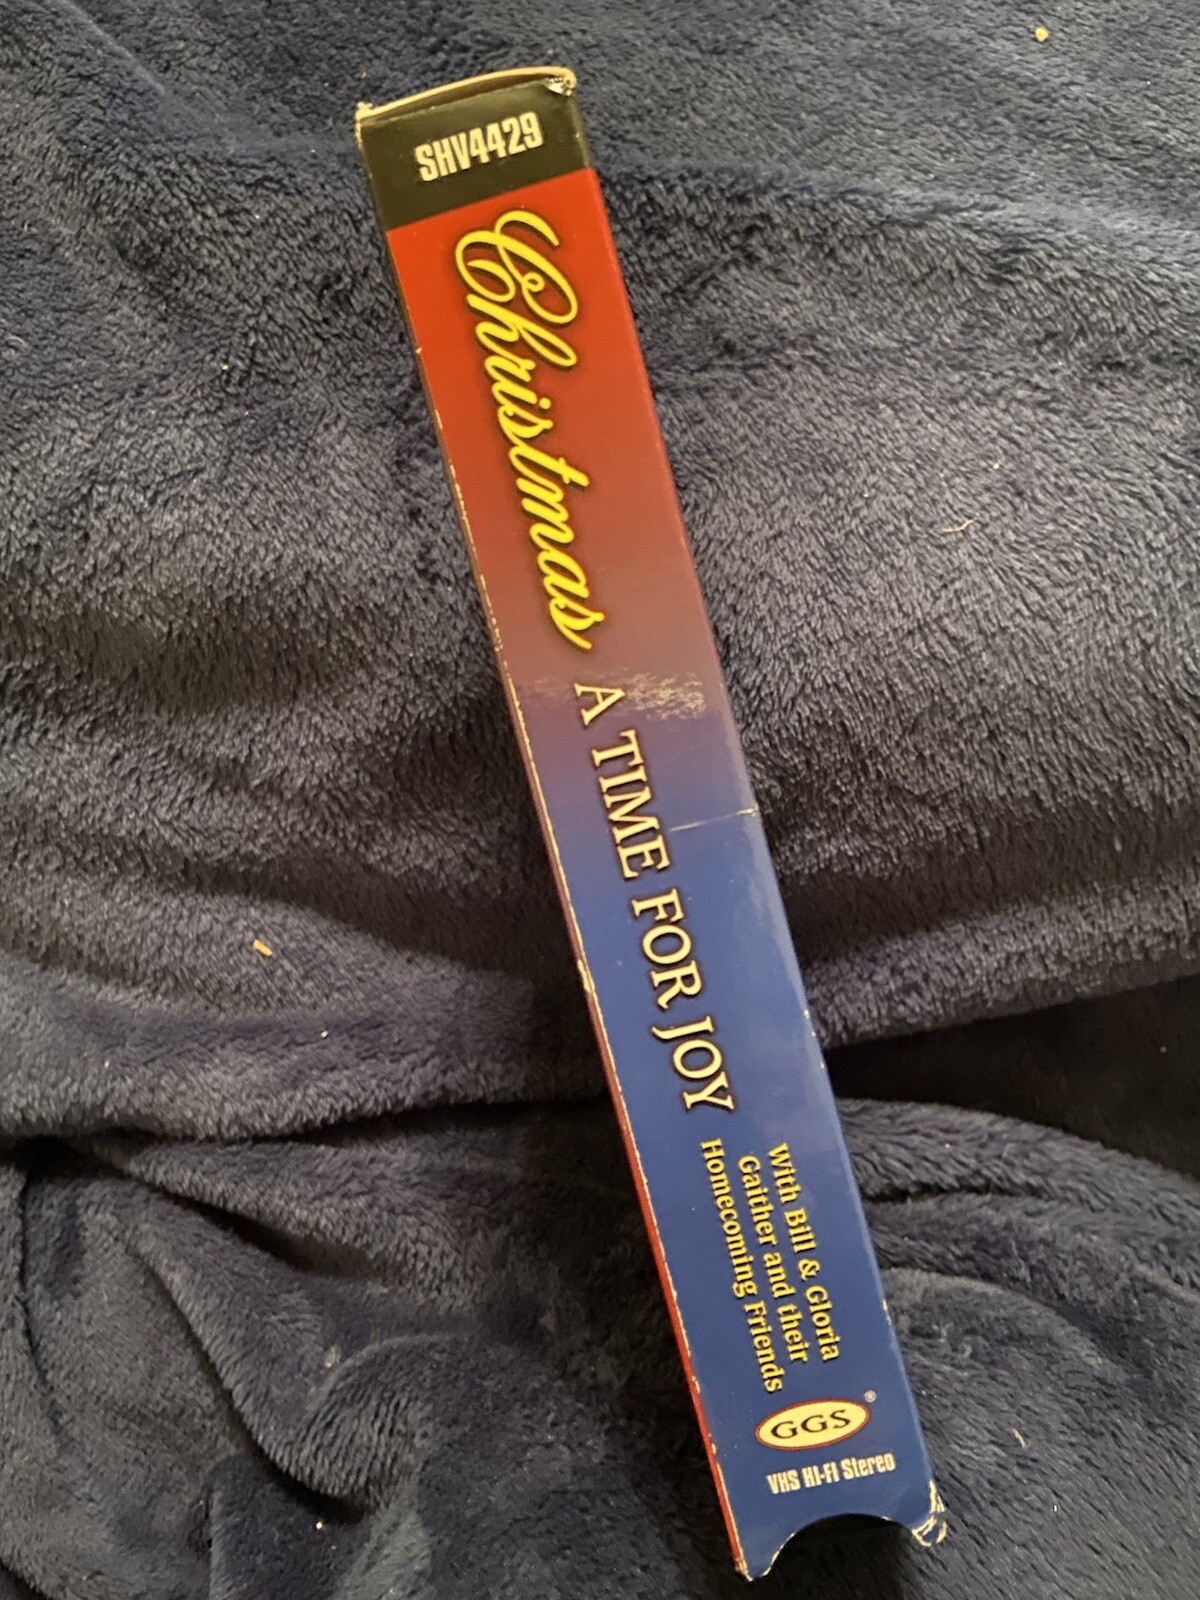 SHV4429
Christmas
A TIME FOR JOY
With Bill & Gloria
Gaither and their
Homecoming Friends
GGS®
VHS HI-FI Stereo